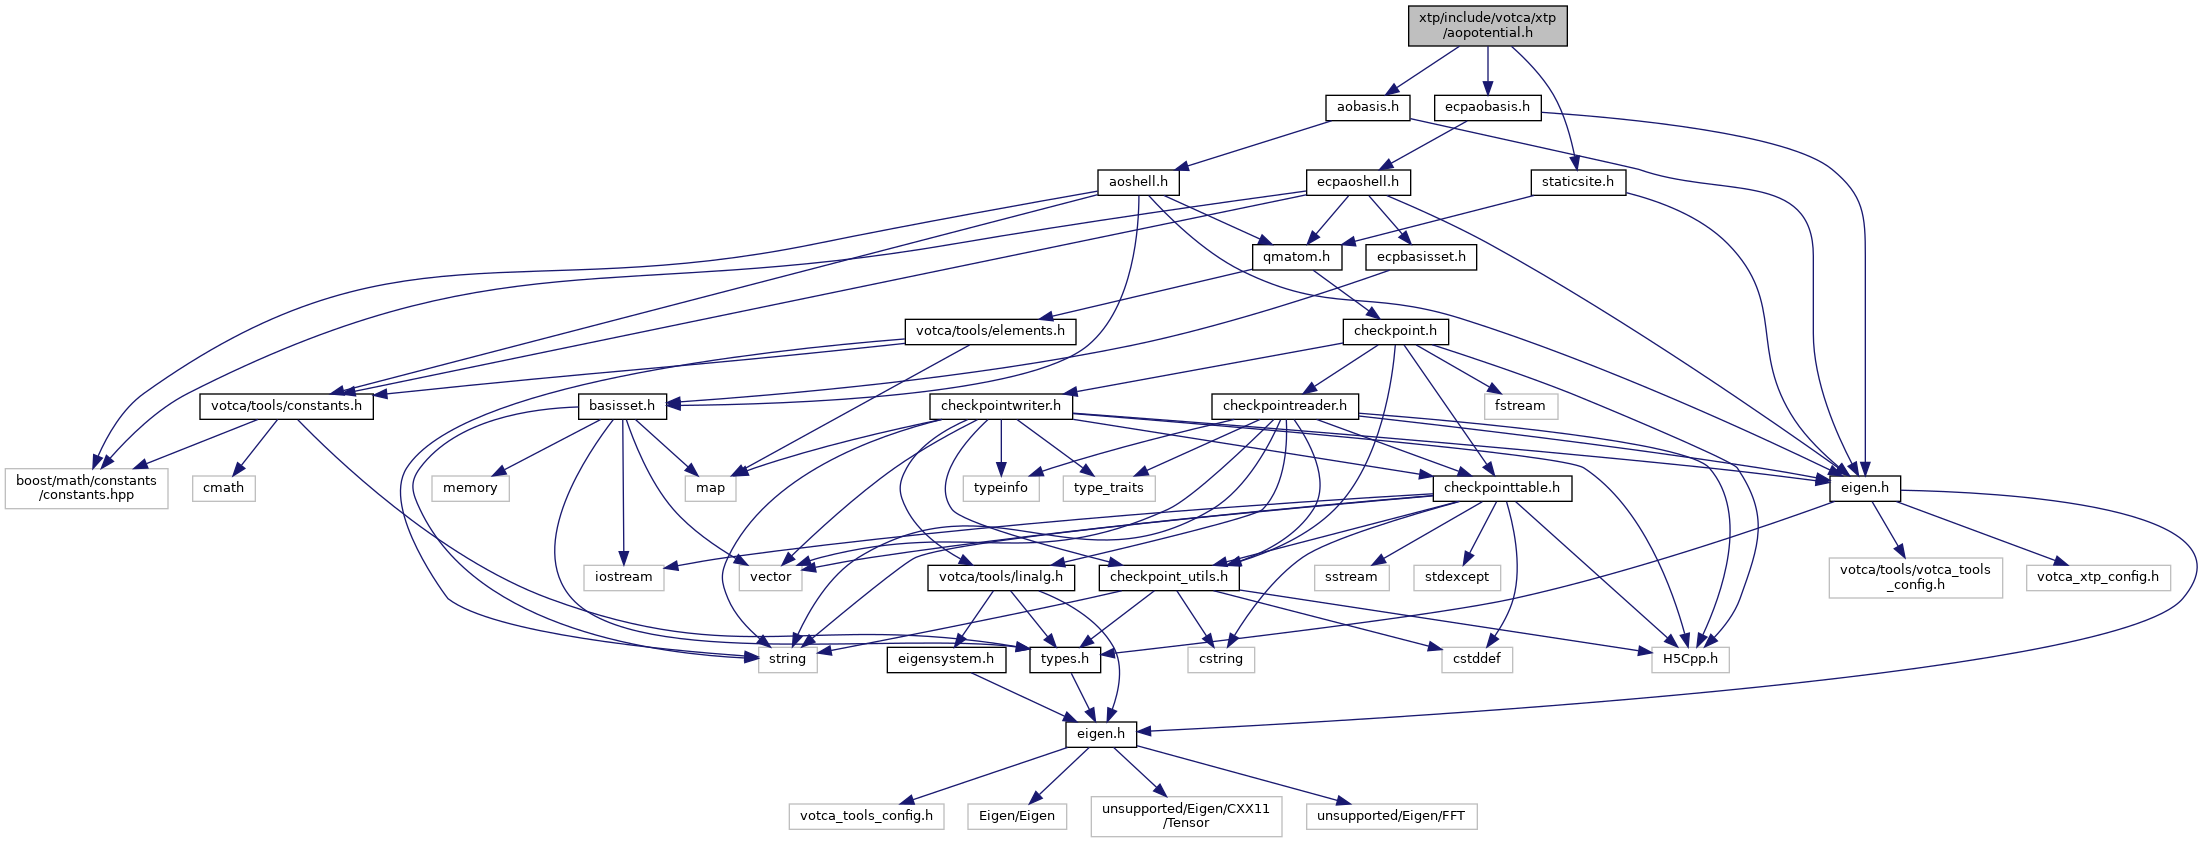 xtp/include/votca/xtp
/aopotential.h
aobasis.h
ecpaobasis.h
aoshell.h
ecpaoshell.h
staticsite.h
qmatom.h
ecpbasisset.h
votca/tools/elements.h
checkpoint.h
votca/tools/constants.h
basisset.h
checkpointwriter.h
checkpointreader.h
fstream
boost/math/constants
/constants.hpp
cmath
memory
map
typeinfo
type_traits
checkpointtable.h
eigen.h
iostream
vector
votca/tools/linalg.h
checkpoint_utils.h
sstream
stdexcept
votca/tools/votca_tools
_config.h
votca_xtp_config.h
string
eigensystem.h
types.h
cstring
cstddef
H5Cpp.h
eigen.h
votca_tools_config.h
Eigen/Eigen
unsupported/Eigen/CXX11
/Tensor
unsupported/Eigen/FFT